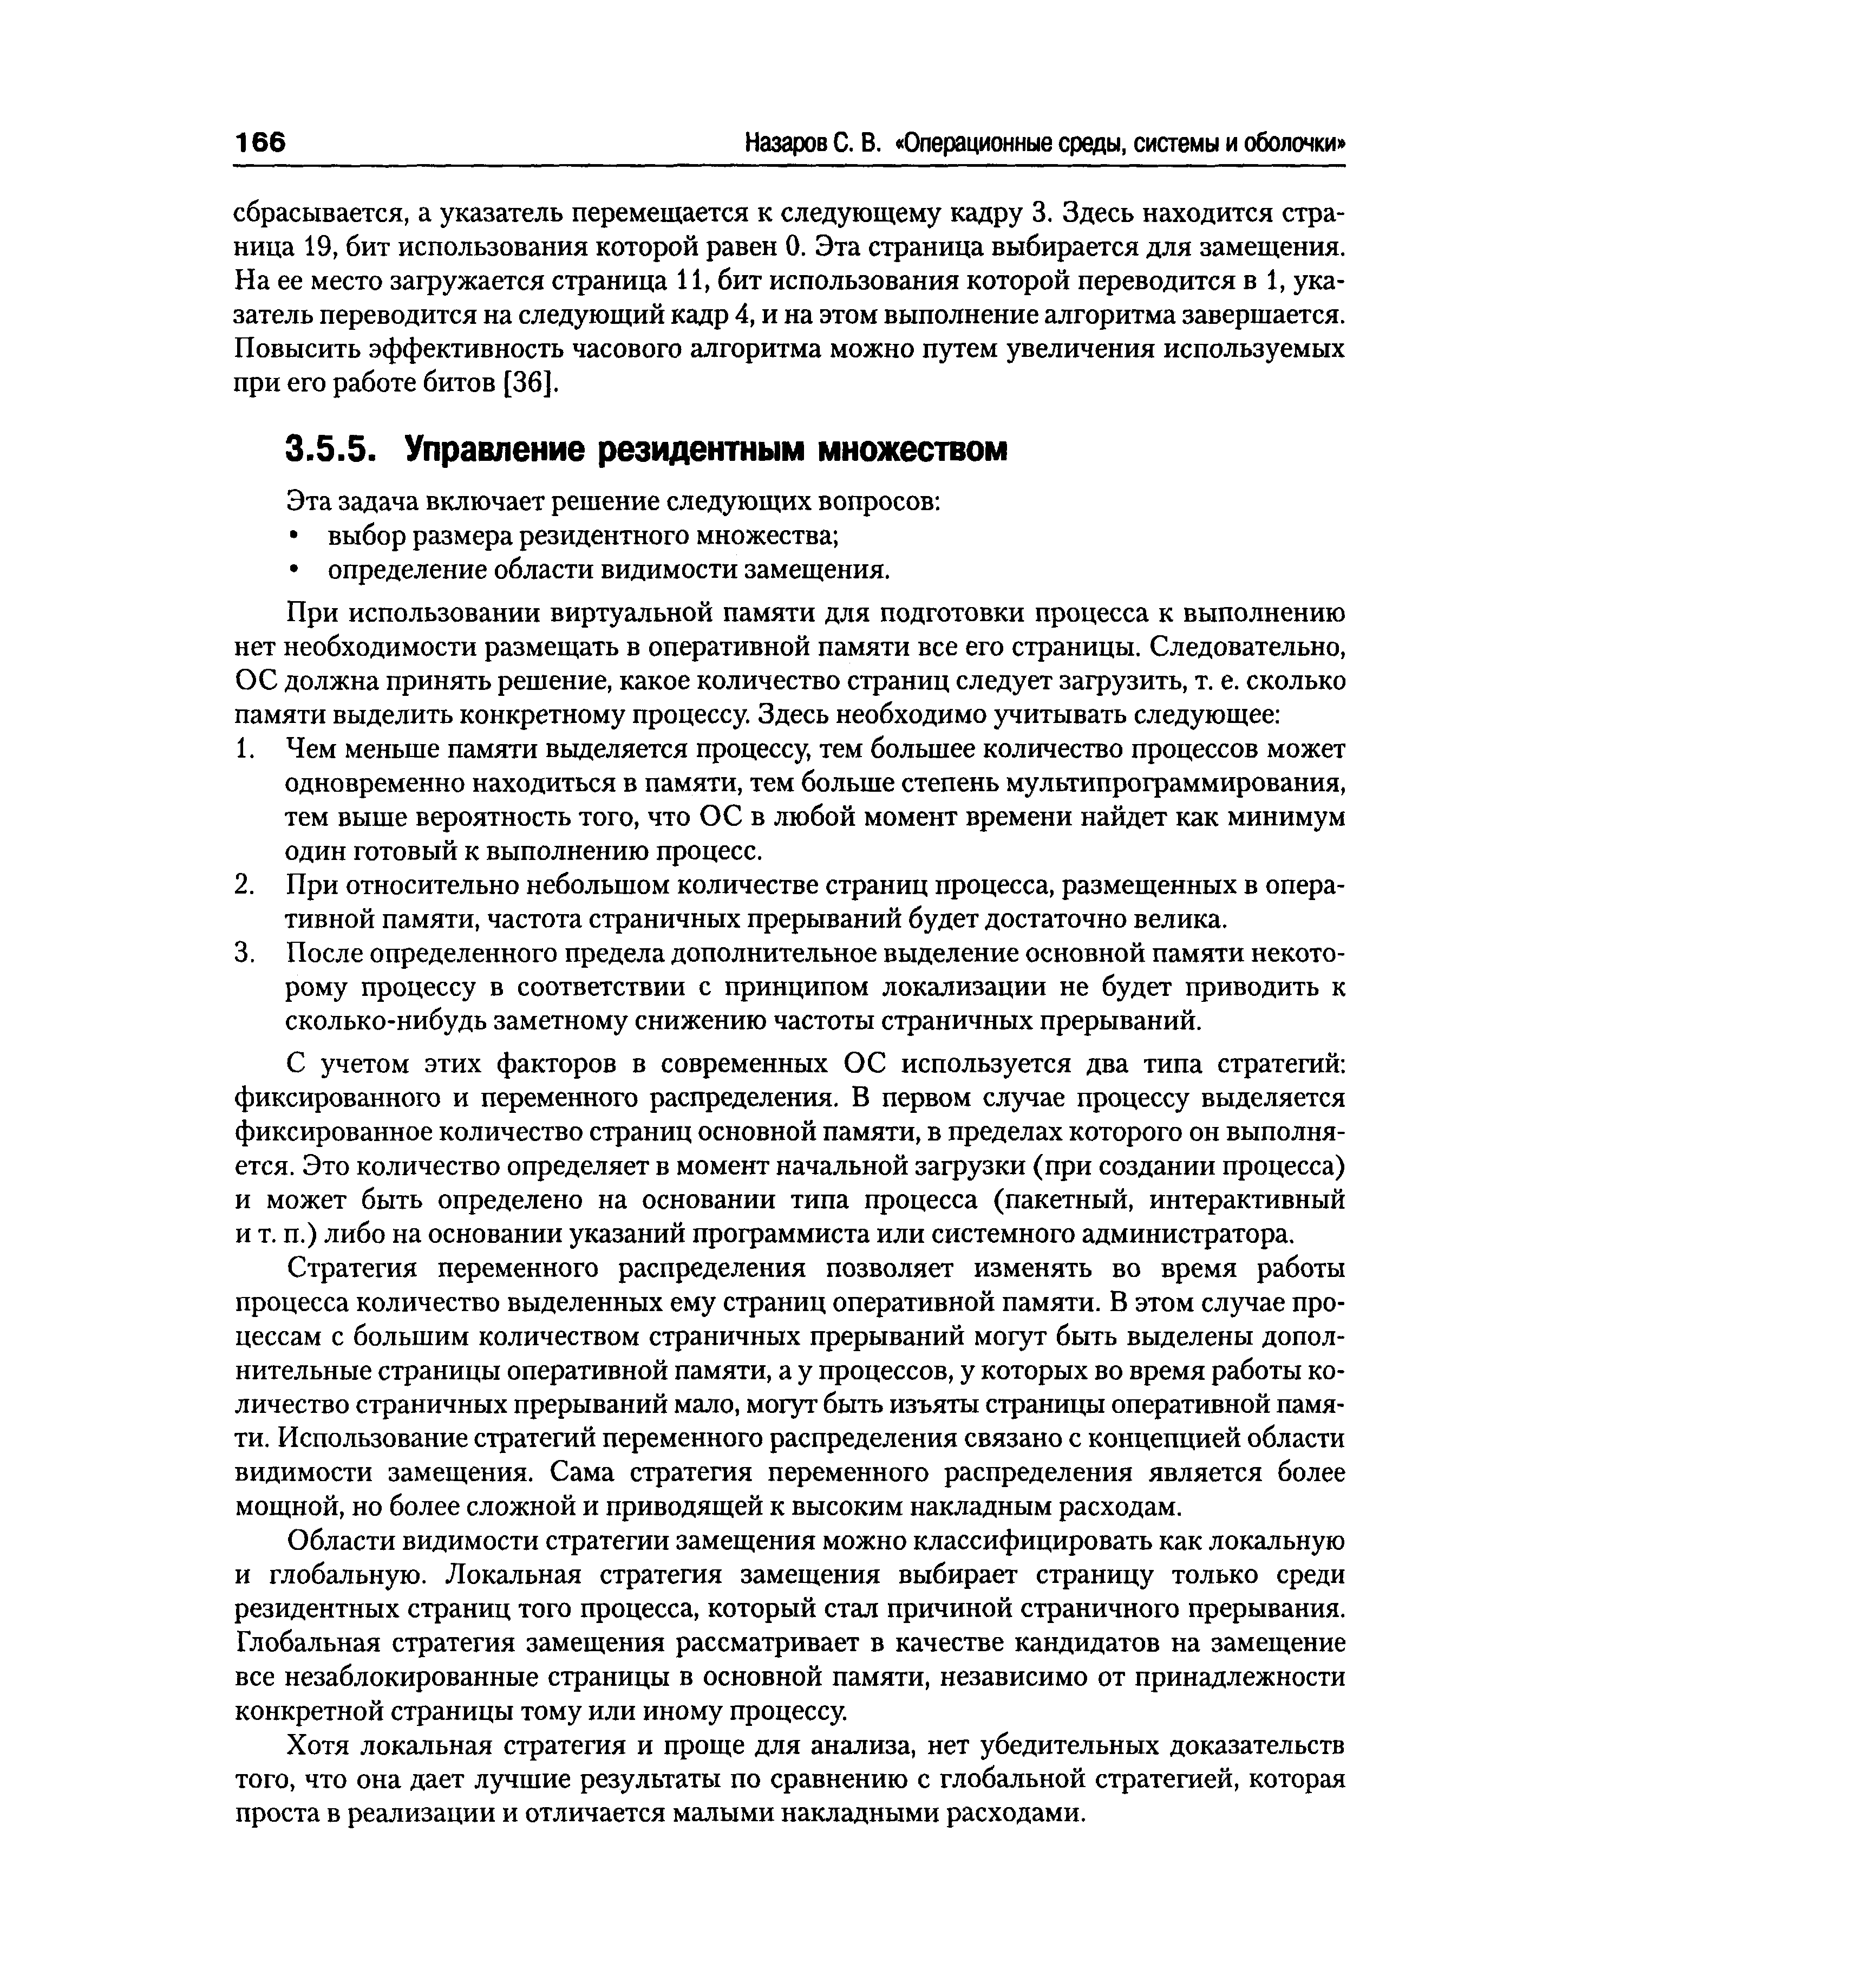 166 Назаров С. В. «Операционные среды, системы и оболочки»
сбрасывается, а указатель перемещается к следующему кадру 3. Здесь находится стра-
ница 19, бит использования которой равен 0. Эта страница выбирается для замещения.
На ее место загружается страница 11, бит использования которой переводится в 1, ука-
затель переводится на следующий кадр 4, и на этом выполнение алгоритма завершается.
Повысить эффективность часового алгоритма можно путем увеличения используемых
при его работе битов [36].
3.5.5. Управление резидентным множеством
Эта задача включает решение следующих вопросов:
• выбор размера резидентного множества;
• определение области видимости замещения.
При использовании виртуальной памяти для подготовки процесса к выполнению
нет необходимости размещать в оперативной памяти все его страницы. Следовательно,
ОС должна принять решение, какое количество страниц следует загрузить, т. е. сколько
памяти выделить конкретному процессу. Здесь необходимо учитывать следующее:
1. Чем меньше памяти выделяется процессу, тем большее количество процессов может
одновременно находиться в памяти, тем больше степень мультипрограммирования,
тем выше вероятность того, что ОС в любой момент времени найдет как минимум
один готовый к выполнению процесс.
2. При относительно небольшом количестве страниц процесса, размещенных в опера-
тивной памяти, частота страничных прерываний будет достаточно велика.
3. После определенного предела дополнительное выделение основной памяти некото-
рому процессу в соответствии с принципом локализации не будет приводить к
сколько-нибудь заметному снижению частоты страничных прерываний.
С учетом этих факторов в современных ОС используется два типа стратегий:
фиксированного и переменного распределения. В первом случае процессу выделяется
фиксированное количество страниц основной памяти, в пределах которого он выполня-
ется. Это количество определяет в момент начальной загрузки (при создании процесса)
и может быть определено на основании типа процесса (пакетный, интерактивный
и т. п.) либо на основании указаний программиста или системного администратора.
Стратегия переменного распределения позволяет изменять во время работы
процесса количество выделенных ему страниц оперативной памяти. В этом случае про-
цессам с большим количеством страничных прерываний могут быть выделены допол-
нительные страницы оперативной памяти, а у процессов, у которых во время работы ко-
личество страничных прерываний мало, могут быть изъяты страницы оперативной памя-
ти. Использование стратегий переменного распределения связано с концепцией области
видимости замещения. Сама стратегия переменного распределения является более
мощной, но более сложной и приводящей к высоким накладным расходам.
Области видимости стратегии замещения можно классифицировать как локальную
и глобальную. Локальная стратегия замещения выбирает страницу только среди
резидентных страниц того процесса, который стал причиной страничного прерывания.
Глобальная стратегия замещения рассматривает в качестве кандидатов на замещение
все незаблокированные страницы в основной памяти, независимо от принадлежности
конкретной страницы тому или иному процессу.
Хотя локальная стратегия и проще для анализа, нет убедительных доказательств
того, что она дает лучшие результаты по сравнению с глобальной стратегией, которая
проста в реализации и отличается малыми накладными расходами.